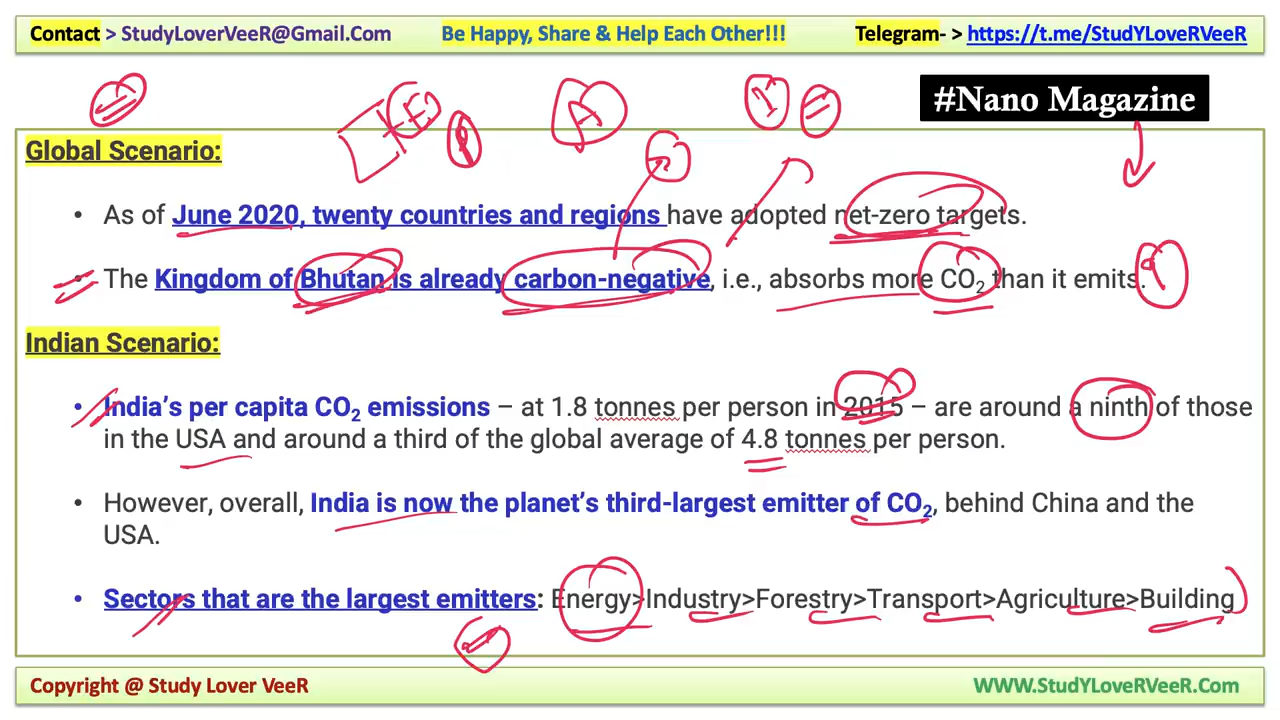 Contact > StudyLoverVeeR@Gmail.Com Be Happy, Share & Help Each Other!!! Telegram- > https://t.me/StudYLoveRVeeR
#Nano Magazine
Global Scenario:
• As of June 2020, twenty countries and regions have adopted net-zero targets.
• The Kingdom of Bhutan is already carbon-negative, i.e., absorbs more CO₂ than it emits.
Indian Scenario:
• India's per capita CO₂ emissions – at 1.8 tonnes per person in 2015 – are around a ninth of those
in the USA and around a third of the global average of 4.8 tonnes per person.
• However, overall, India is now the planet's third-largest emitter of CO₂, behind China and the
USA.
• Sectors that are the largest emitters: Energy>Industry>Forestry>Transport>Agriculture>Building
Copyright @ Study Lover VeeR WWW.StudYLoveRVeeR.Com